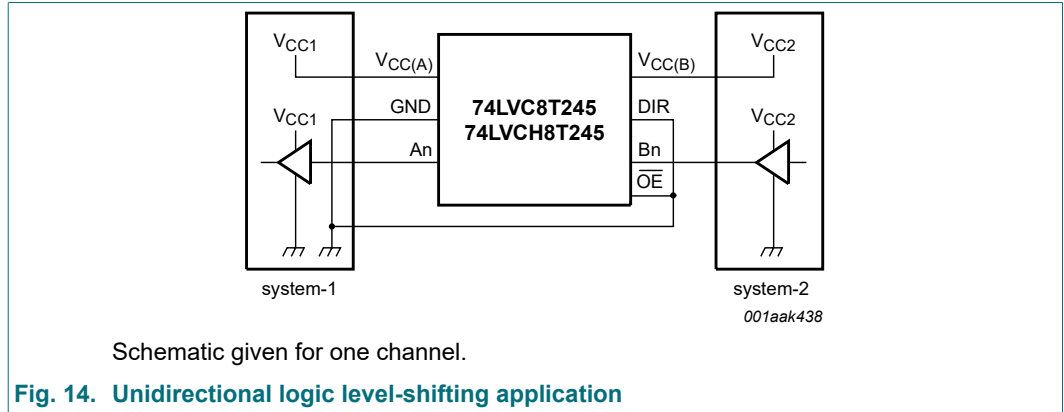 VCC1
VCC(A)
VCC(B)
VCC2
GND
74LVC8T245
DIR
VCC1
74LVCH8T245
VCC2
An
Bn
OE
system-1
system-2
001aak438
Schematic given for one channel.
Fig. 14. Unidirectional logic level-shifting application